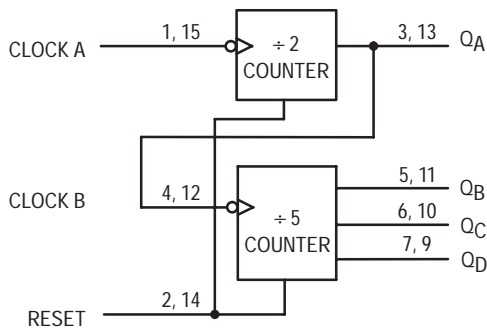 CLOCK A
1, 15
÷ 2
COUNTER
3, 13
QA
CLOCK B
4, 12
÷ 5
COUNTER
5, 11
QB
6, 10
QC
7, 9
QD
RESET
2, 14